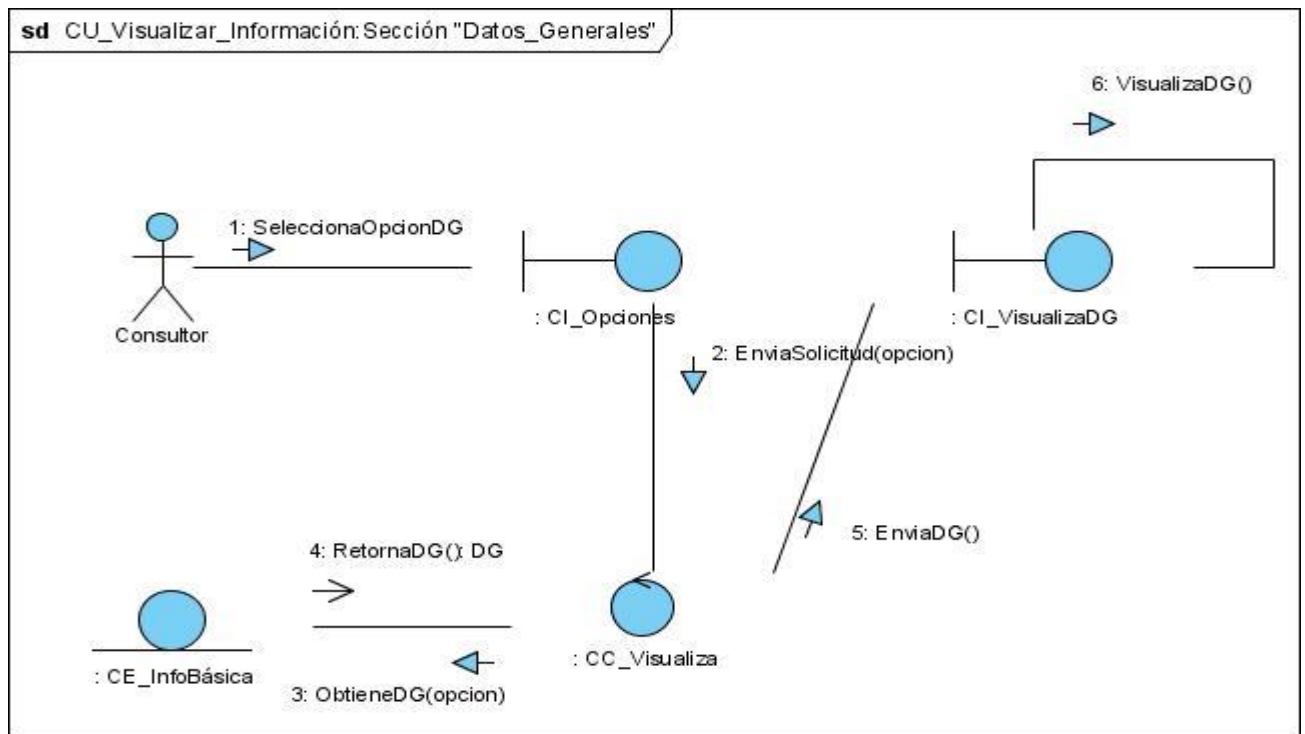 sd CU_Visualizar_Información:Sección "Datos_Generales"
6: VisualizaDG()
1: SeleccionaOpcionDG
: CI_Opciones
: CI_VisualizaDG
Consultor
2: EnviaSolicitud(opcion)
5: EnviaDG()
4: RetornaDG(): DG
: CE_InfoBásica
: CC_Visualiza
3: ObtieneDG(opcion)